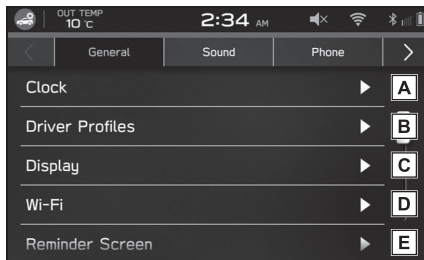 OUT TEMP
10 °C
2:34 AM
General Sound Phone
Clock A
Driver Profiles B
Display C
Wi-Fi D
Reminder Screen E